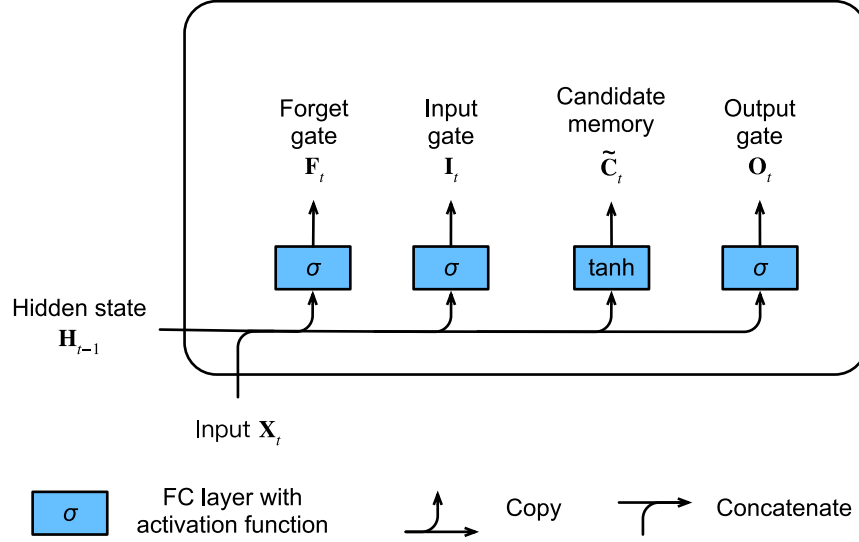 Forget gate
F_t
Input gate
I_t
Candidate memory
C̃_t
Output gate
O_t
σ
σ
tanh
σ
Hidden state
H_{t−1}
Input X_t
σ
FC layer with
activation function
Copy
Concatenate